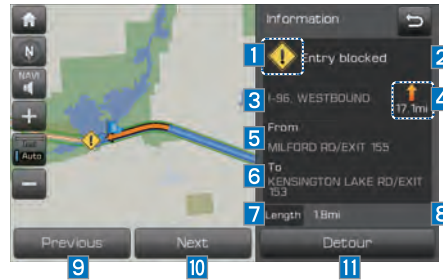 Information
N
1
Entry blocked
2
NAVI
3
I-96, WESTBOUND
17.1mi
4
5
From
MILFORD RD/EXIT 155
Auto
6
To
KENSINGTON LAKE RD/EXIT
153
7
Length
1.8mi
8
Previous
Next
Detour
9
10
11